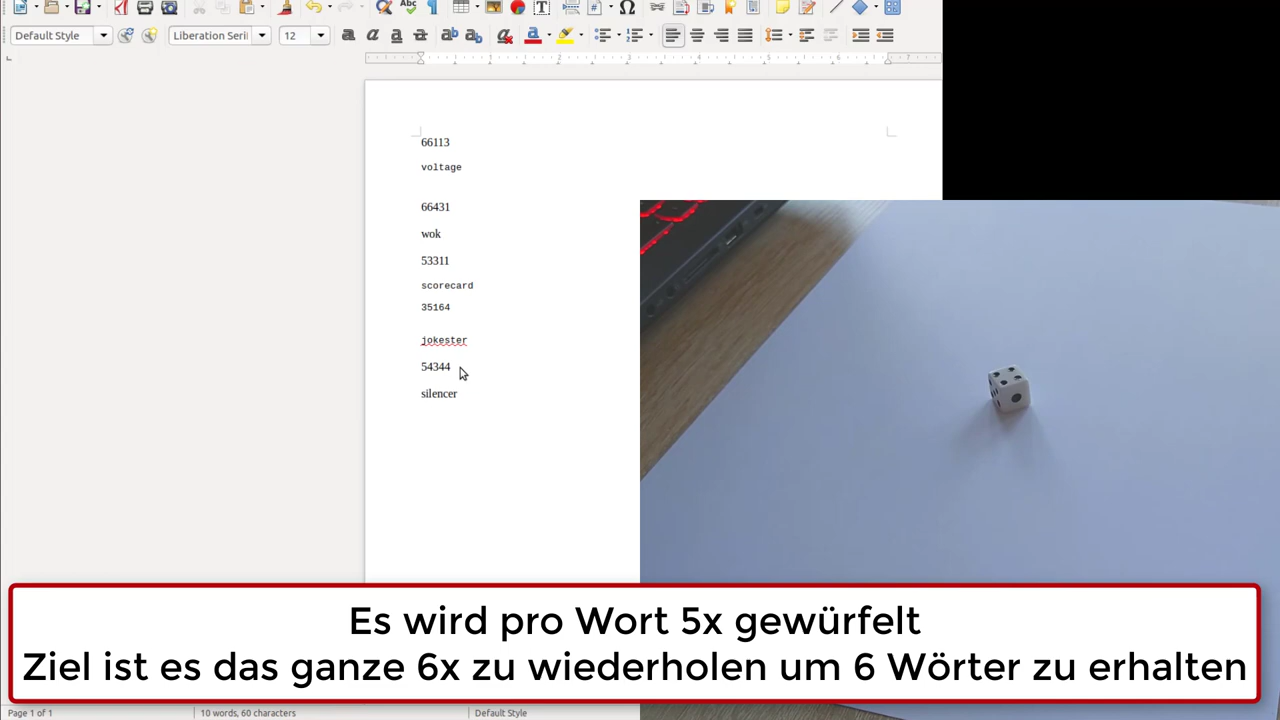 Default Style
Liberation Seri
12
66113
voltage
66431
wok
53311
scorecard
35164
jokester
54344
silencer
Es wird pro Wort 5x gewürfelt
Ziel ist es das ganze 6x zu wiederholen um 6 Wörter zu erhalten
Page 1 of 1
10 words, 60 characters
Default Style